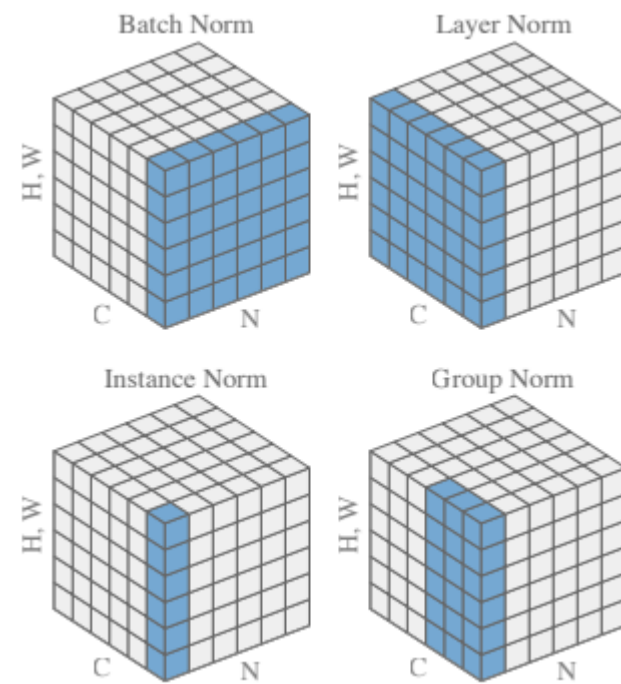 Batch Norm
Layer Norm
H, W
C
N
H, W
C
N
Instance Norm
Group Norm
H, W
C
N
H, W
C
N